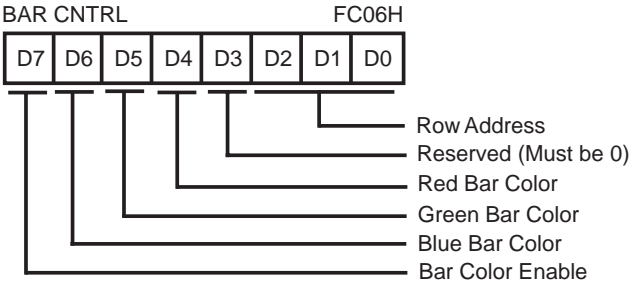 BAR CNTRL FC06H
D7 D6 D5 D4 D3 D2 D1 D0
Row Address
Reserved (Must be 0)
Red Bar Color
Green Bar Color
Blue Bar Color
Bar Color Enable